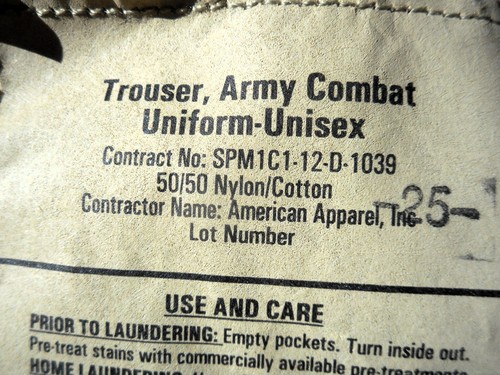 Trouser, Army Combat
Uniform-Unisex
Contract No: SPM1C1-12-D-1039
50/50 Nylon/Cotton
Contractor Name: American Apparel, Inc
-25-
Lot Number
USE AND CARE
PRIOR TO LAUNDERING: Empty pockets. Turn inside out.
Pre-treat stains with commercially available pre-treatments
HOME LAUNDERING: